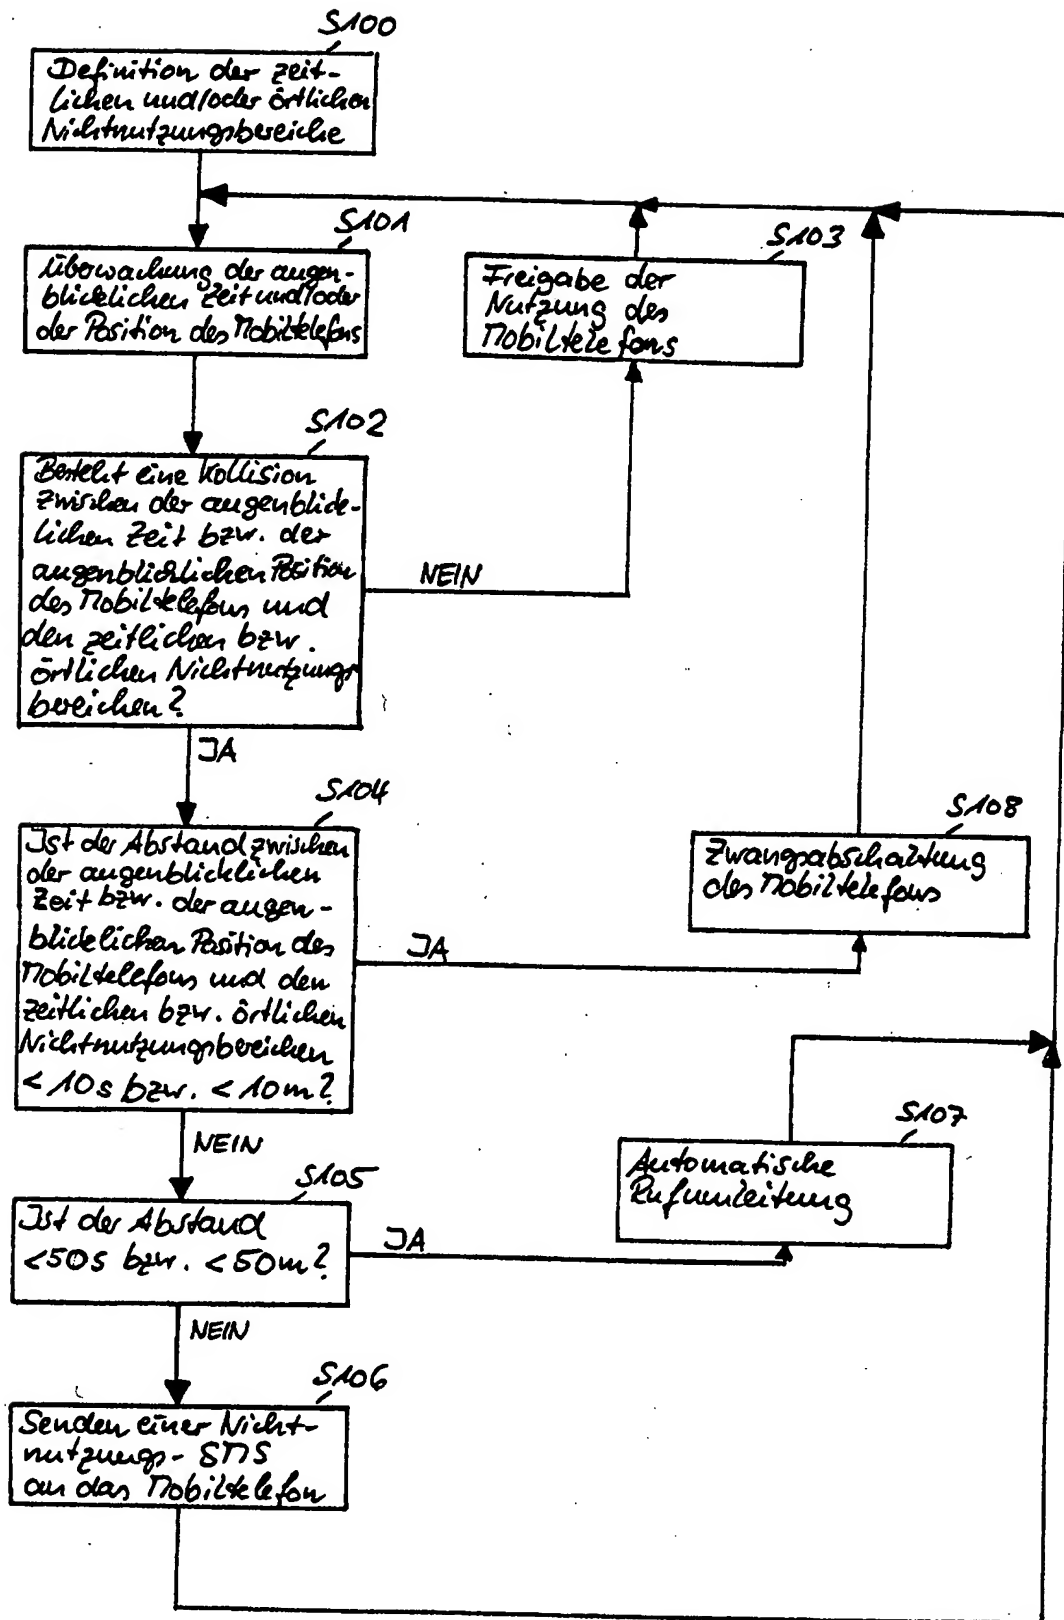 S100
Definition der zeit-
lichen und/oder örtlichen
Nichtnutzungsbereiche
S101
Überwachung der augen-
blicklichen Zeit und/oder
der Position des Mobiltelefons
S103
Freigabe der
Nutzung des
Mobiltelefons
S102
Besteht eine Kollision
zwischen der augenblick-
lichen Zeit bzw. der
augenblicklichen Position
des Mobiltelefons und
den zeitlichen bzw.
örtlichen Nichtnutzungs
bereichen?
NEIN
JA
S104
Ist der Abstand zwischen
der augenblicklichen
Zeit bzw. der augen-
blicklichen Position des
Mobiltelefons und den
zeitlichen bzw. örtlichen
Nichtnutzungsbereichen
< 10s bzw. < 10m?
JA
S108
Zwangsabschaltung
des Mobiltelefons
NEIN
S105
Ist der Abstand
<50s bzw. <50m?
JA
S107
Automatische
Rufumleitung
NEIN
S106
Senden einer Nicht-
nutzungs-SMS
an das Mobiltelefon